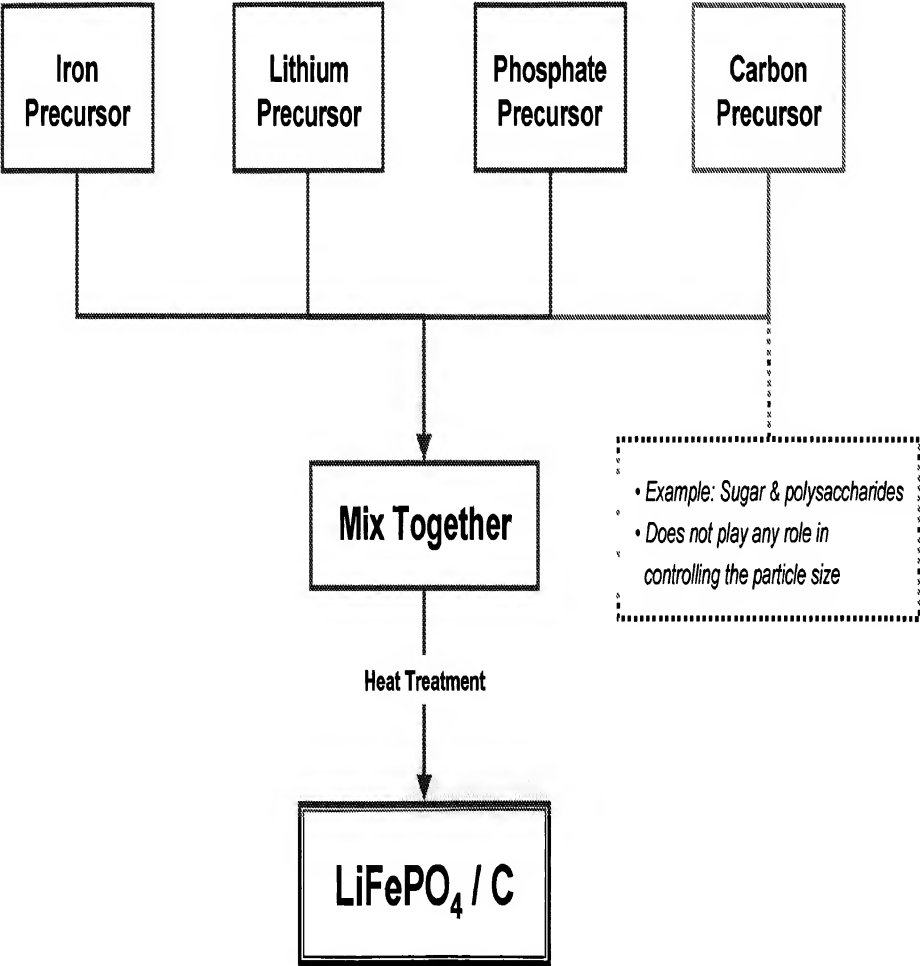 Iron
Precursor
Lithium
Precursor
Phosphate
Precursor
Carbon
Precursor
• Example: Sugar & polysaccharides
• Does not play any role in
controlling the particle size
Mix Together
Heat Treatment
LiFePO₄ / C